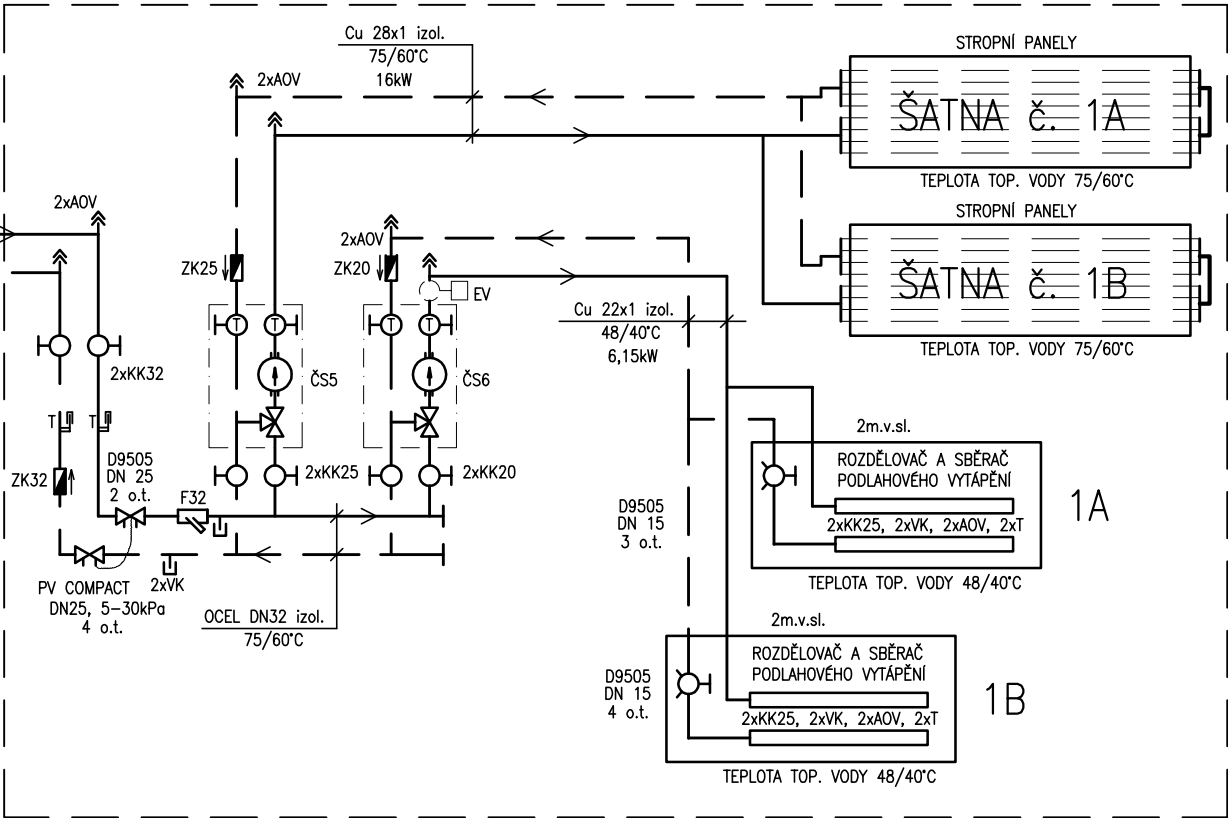 Cu 28x1 izol.
75/60°C
16kW
STROPNÍ PANELY
ŠATNA č. 1A
TEPLOTA TOP. VODY 75/60°C
2xAOV
STROPNÍ PANELY
ŠATNA č. 1B
TEPLOTA TOP. VODY 75/60°C
2xAOV
2xAOV
ZK25
ZK20
EV
Cu 22x1 izol.
48/40°C
6,15kW
T
T
T
T
2xKK32
ČS5
ČS6
T
T
2xKK25
2xKK20
ZK32
D9505
DN 25
2 o.t.
F32
2xVK
PV COMPACT
DN25, 5-30kPa
4 o.t.
OCEL DN32 izol.
75/60°C
2m.v.sl.
ROZDĚLOVAČ A SBĚRAČ
PODLAHOVÉHO VYTÁPĚNÍ
2xKK25, 2xVK, 2xAOV, 2xT
1A
D9505
DN 15
3 o.t.
TEPLOTA TOP. VODY 48/40°C
2m.v.sl.
ROZDĚLOVAČ A SBĚRAČ
PODLAHOVÉHO VYTÁPĚNÍ
2xKK25, 2xVK, 2xAOV, 2xT
1B
D9505
DN 15
4 o.t.
TEPLOTA TOP. VODY 48/40°C